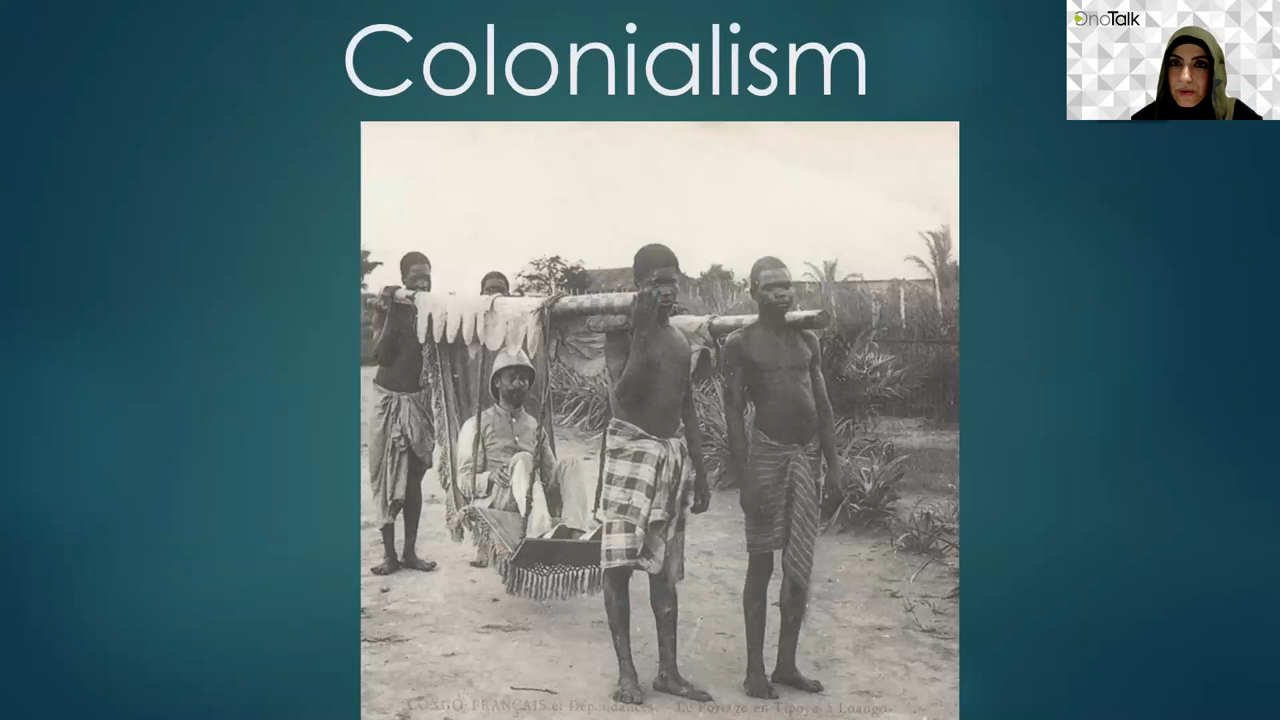 Colonialism
OnoTalk
CONGO FRANÇAIS et Dépendances. - Le Portage en Tipoye à Loango.